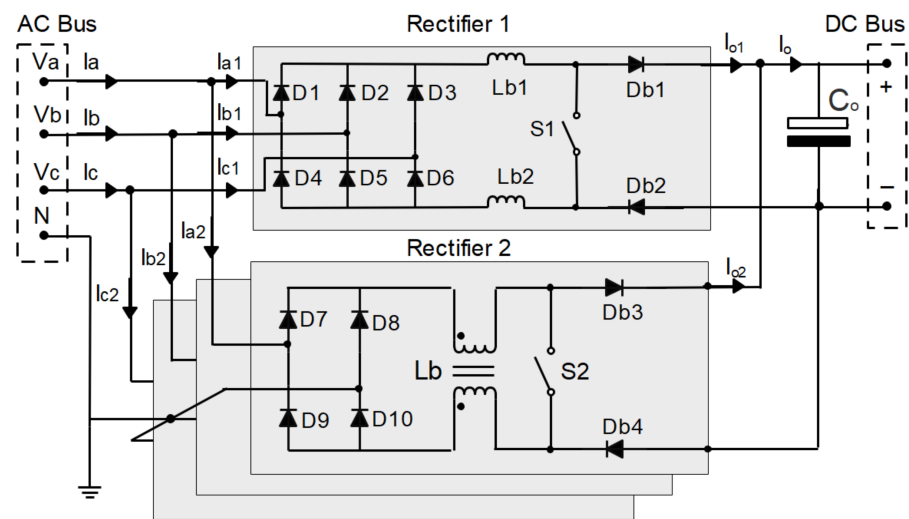 AC Bus
Rectifier 1
DC Bus
Va Ia Ia1 Io1 Io
D1 D2 D3 Lb1 Db1 +
Vb Ib Ib1 S1 Co
Vc Ic Ic1 D4 D5 D6 Lb2 Db2 −
N
Ia2
Rectifier 2
Ib2
Io2
Ic2
D7 D8 Db3
Lb S2
D9 D10 Db4